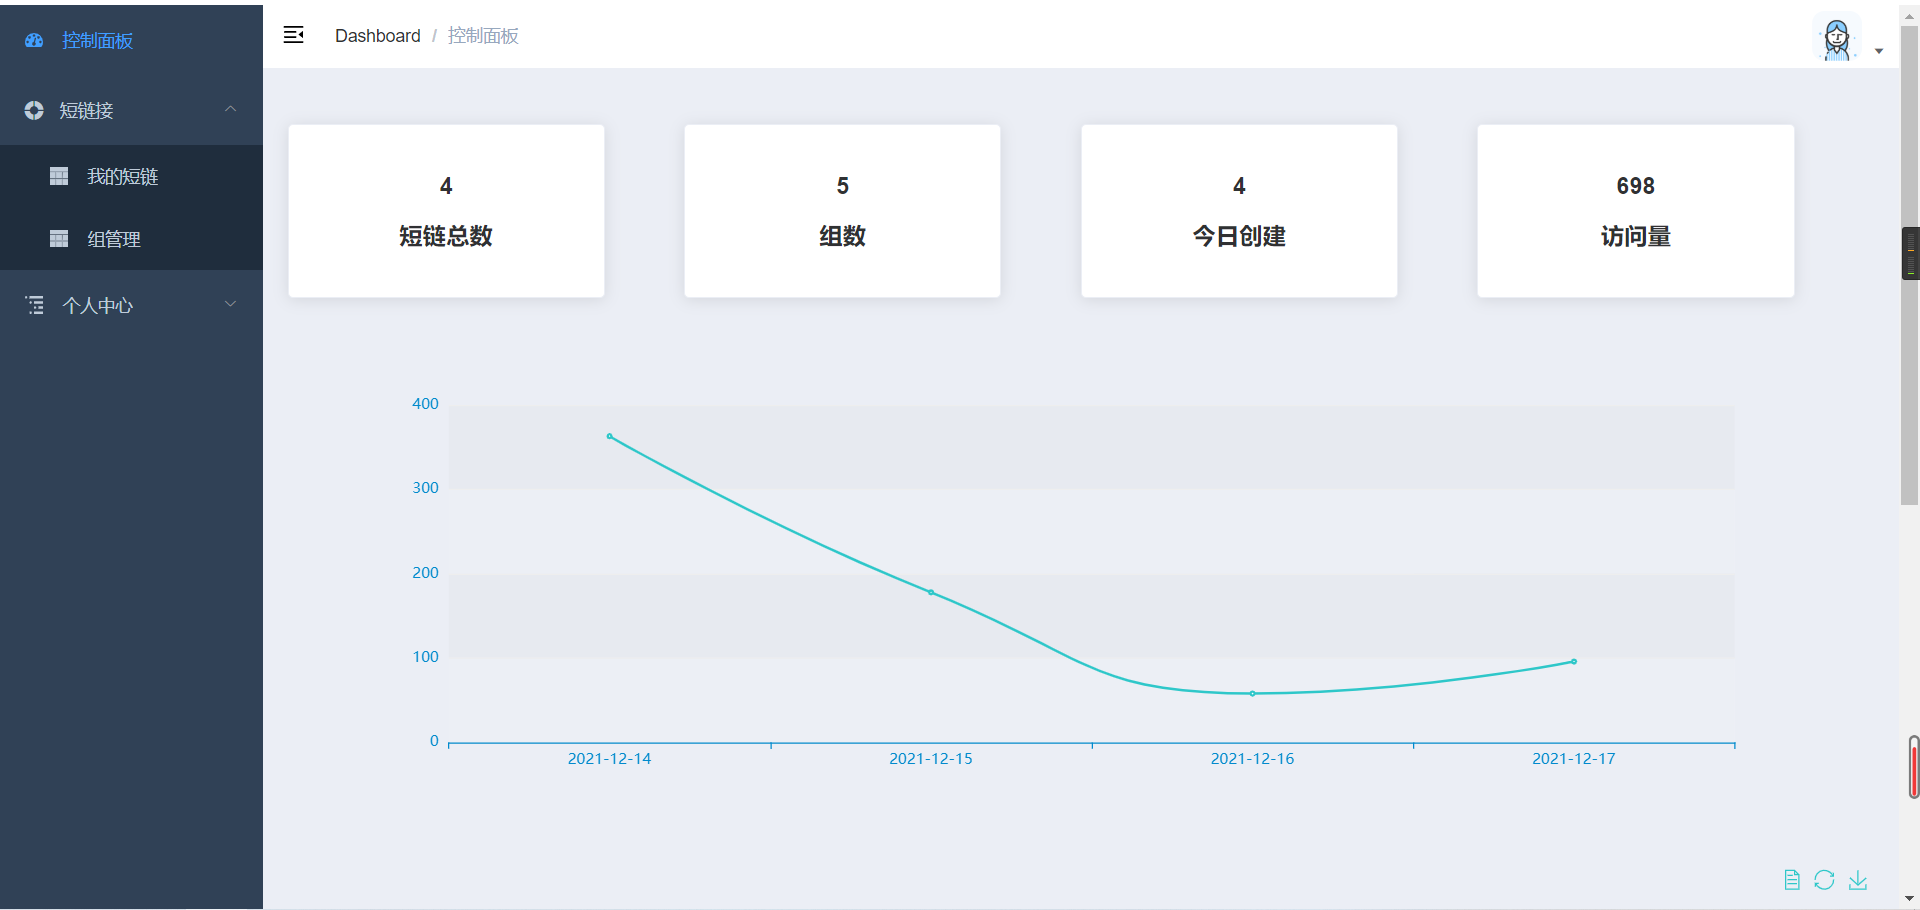 控制面板
短链接
我的短链
组管理
个人中心
Dashboard / 控制面板
4
短链总数
5
组数
4
今日创建
698
访问量
400
300
200
100
0
2021-12-14
2021-12-15
2021-12-16
2021-12-17